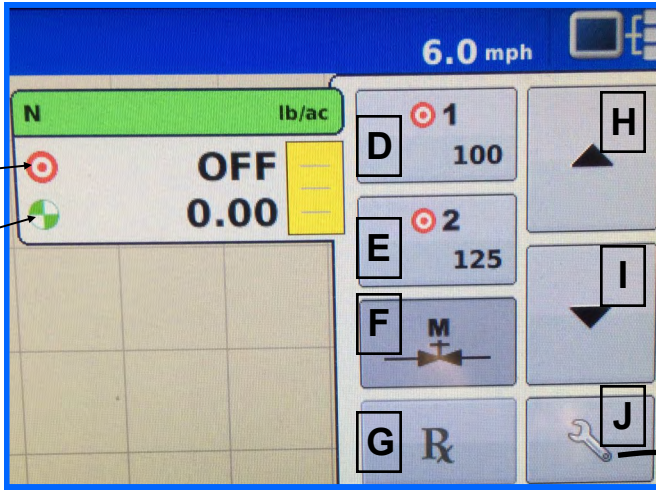 6.0 mph
N lb/ac
OFF
0.00
D 1
100
E 2
125
F M
G Rx
H
I
J